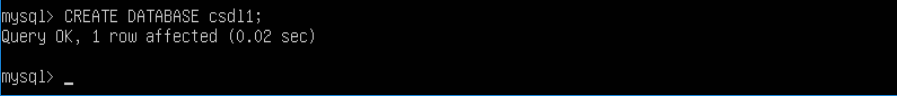 mysql> CREATE DATABASE csdl1;
Query OK, 1 row affected (0.02 sec)
mysql> _